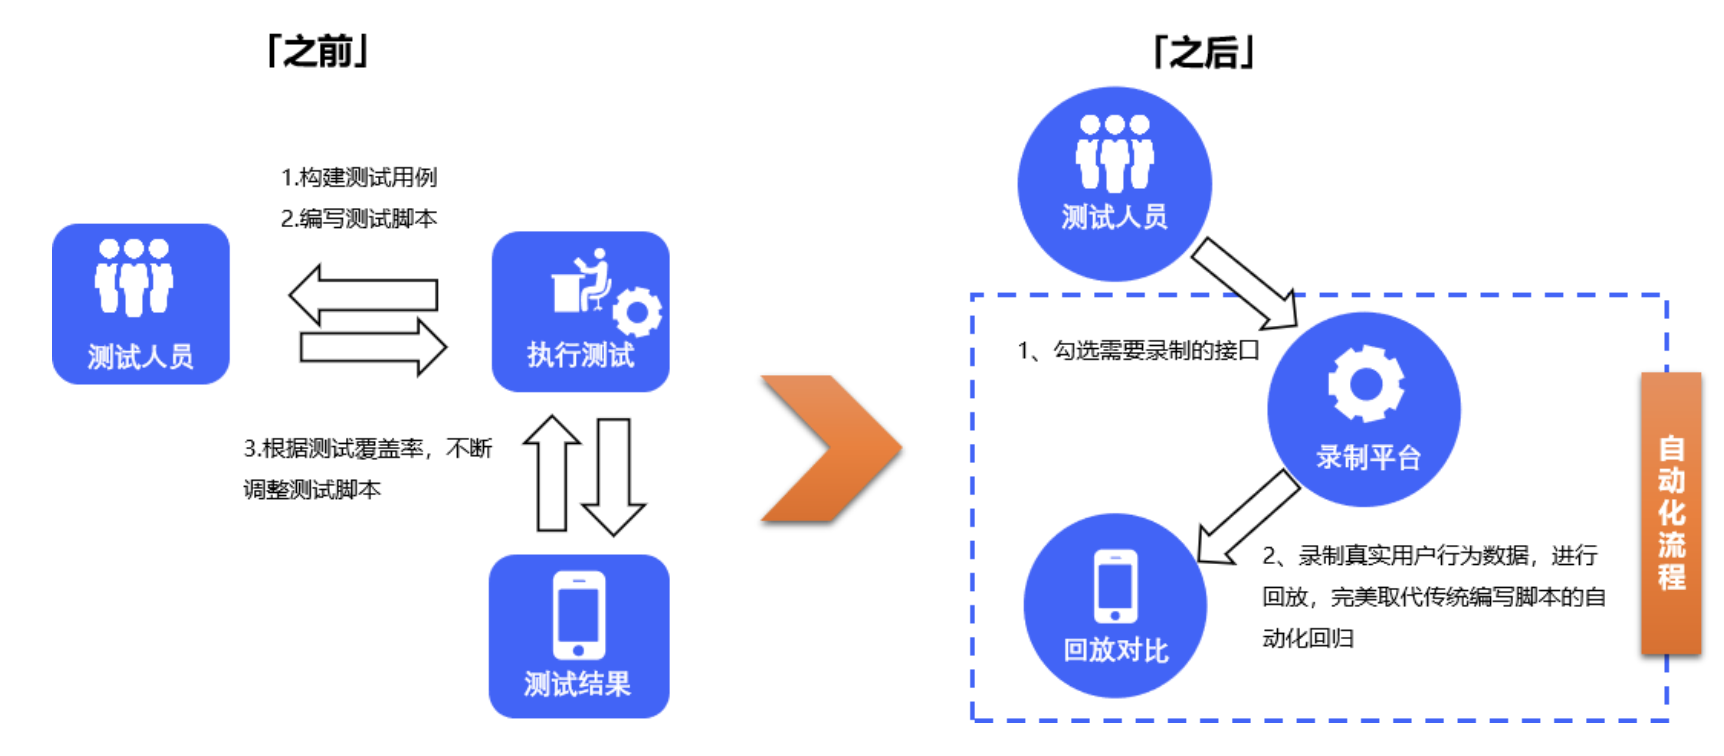 「之前」
1.构建测试用例
2.编写测试脚本
测试人员
执行测试
3.根据测试覆盖率，不断
调整测试脚本
测试结果
「之后」
测试人员
1、勾选需要录制的接口
录制平台
2、录制真实用户行为数据，进行
回放，完美取代传统编写脚本的自
动化回归
回放对比
自动化流程